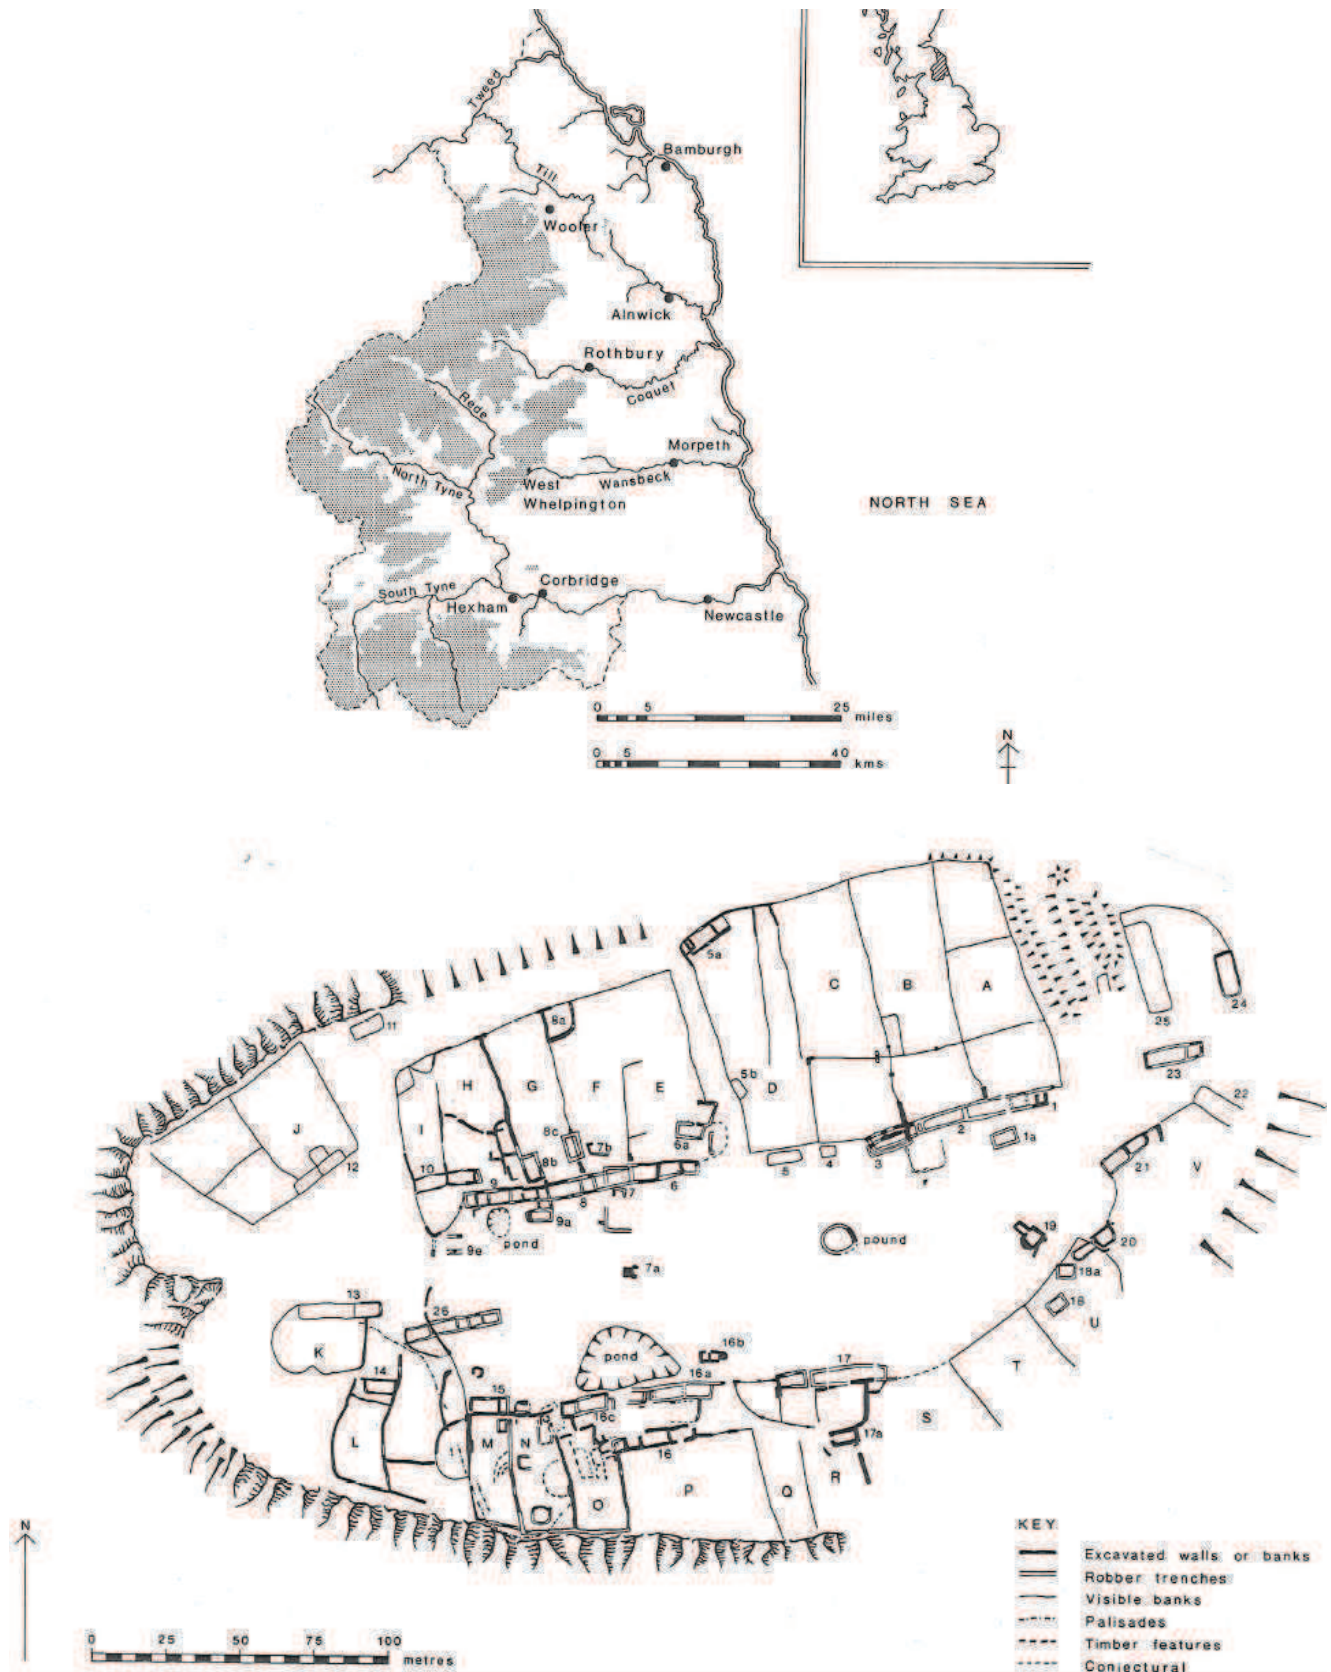 Tweed
Bamburgh
Till
Wooler
Alnwick
Rothbury
Coquet
Rede
Morpeth
North Tyne
West
Whelpington
Wansbeck
NORTH SEA
South Tyne
Corbridge
Hexham
Newcastle
0 5 25
miles
N
0 5 40
kms
5a
8a
C
B
A
24
25
11
23
H
G
F
E
5b
D
22
J
I
8c
7b
6a
1
2
1a
12
10
8b
5
4
3
21
V
9
8
7
6
9a
9e
pond
pound
19
20
7a
18a
18
U
13
26
K
pond
16b
T
14
16a
17
15
16c
S
L
M
N
16
17a
O
P
Q
R
N
KEY
Excavated walls or banks
Robber trenches
Visible banks
Palisades
Timber features
Conjectural
0 25 50 75 100
metres